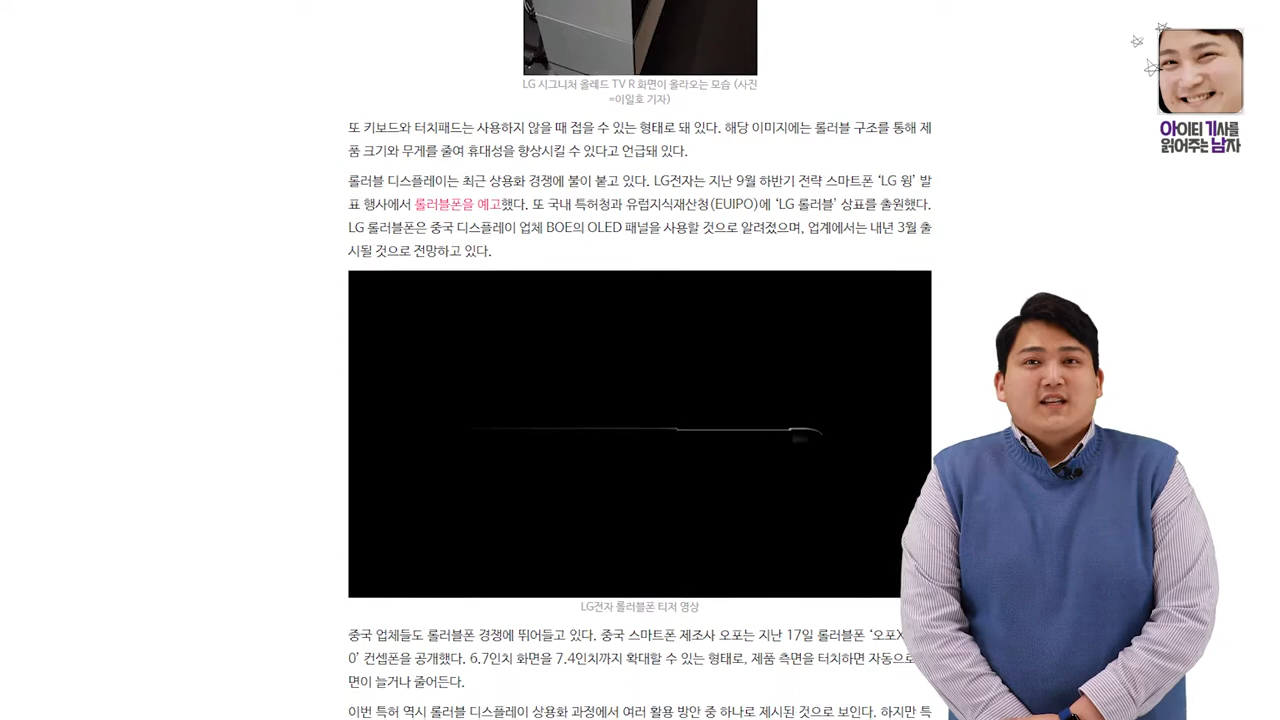 LG 시그니처 올레드 TV R 화면이 올라오는 모습 (사진
=이일호 기자)
아이티 기사를
읽어주는 남자
또 키보드와 터치패드는 사용하지 않을 때 접을 수 있는 형태로 돼 있다. 해당 이미지에는 롤러블 구조를 통해 제
품 크기와 무게를 줄여 휴대성을 향상시킬 수 있다고 언급돼 있다.
롤러블 디스플레이는 최근 상용화 경쟁에 불이 붙고 있다. LG전자는 지난 9월 하반기 전략 스마트폰 ‘LG 윙’ 발
표 행사에서 롤러블폰을 예고했다. 또 국내 특허청과 유럽지식재산청(EUIPO)에 ‘LG 롤러블’ 상표를 출원했다.
LG 롤러블폰은 중국 디스플레이 업체 BOE의 OLED 패널을 사용할 것으로 알려졌으며, 업계에서는 내년 3월 출
시될 것으로 전망하고 있다.
LG전자 롤러블폰 티저 영상
중국 업체들도 롤러블폰 경쟁에 뛰어들고 있다. 중국 스마트폰 제조사 오포는 지난 17일 롤러블폰 ‘오포X
0’ 컨셉폰을 공개했다. 6.7인치 화면을 7.4인치까지 확대할 수 있는 형태로, 제품 측면을 터치하면 자동으로
면이 늘거나 줄어든다.
이번 특허 역시 롤러블 디스플레이 상용화 과정에서 여러 활용 방안 중 하나로 제시된 것으로 보인다. 하지만 특